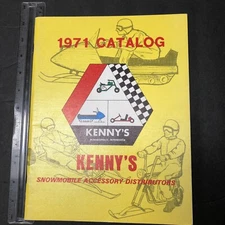 1971 CATALOG
KENNY'S
KENNY'S
SNOWMOBILE ACCESSORY DISTRIBUTORS